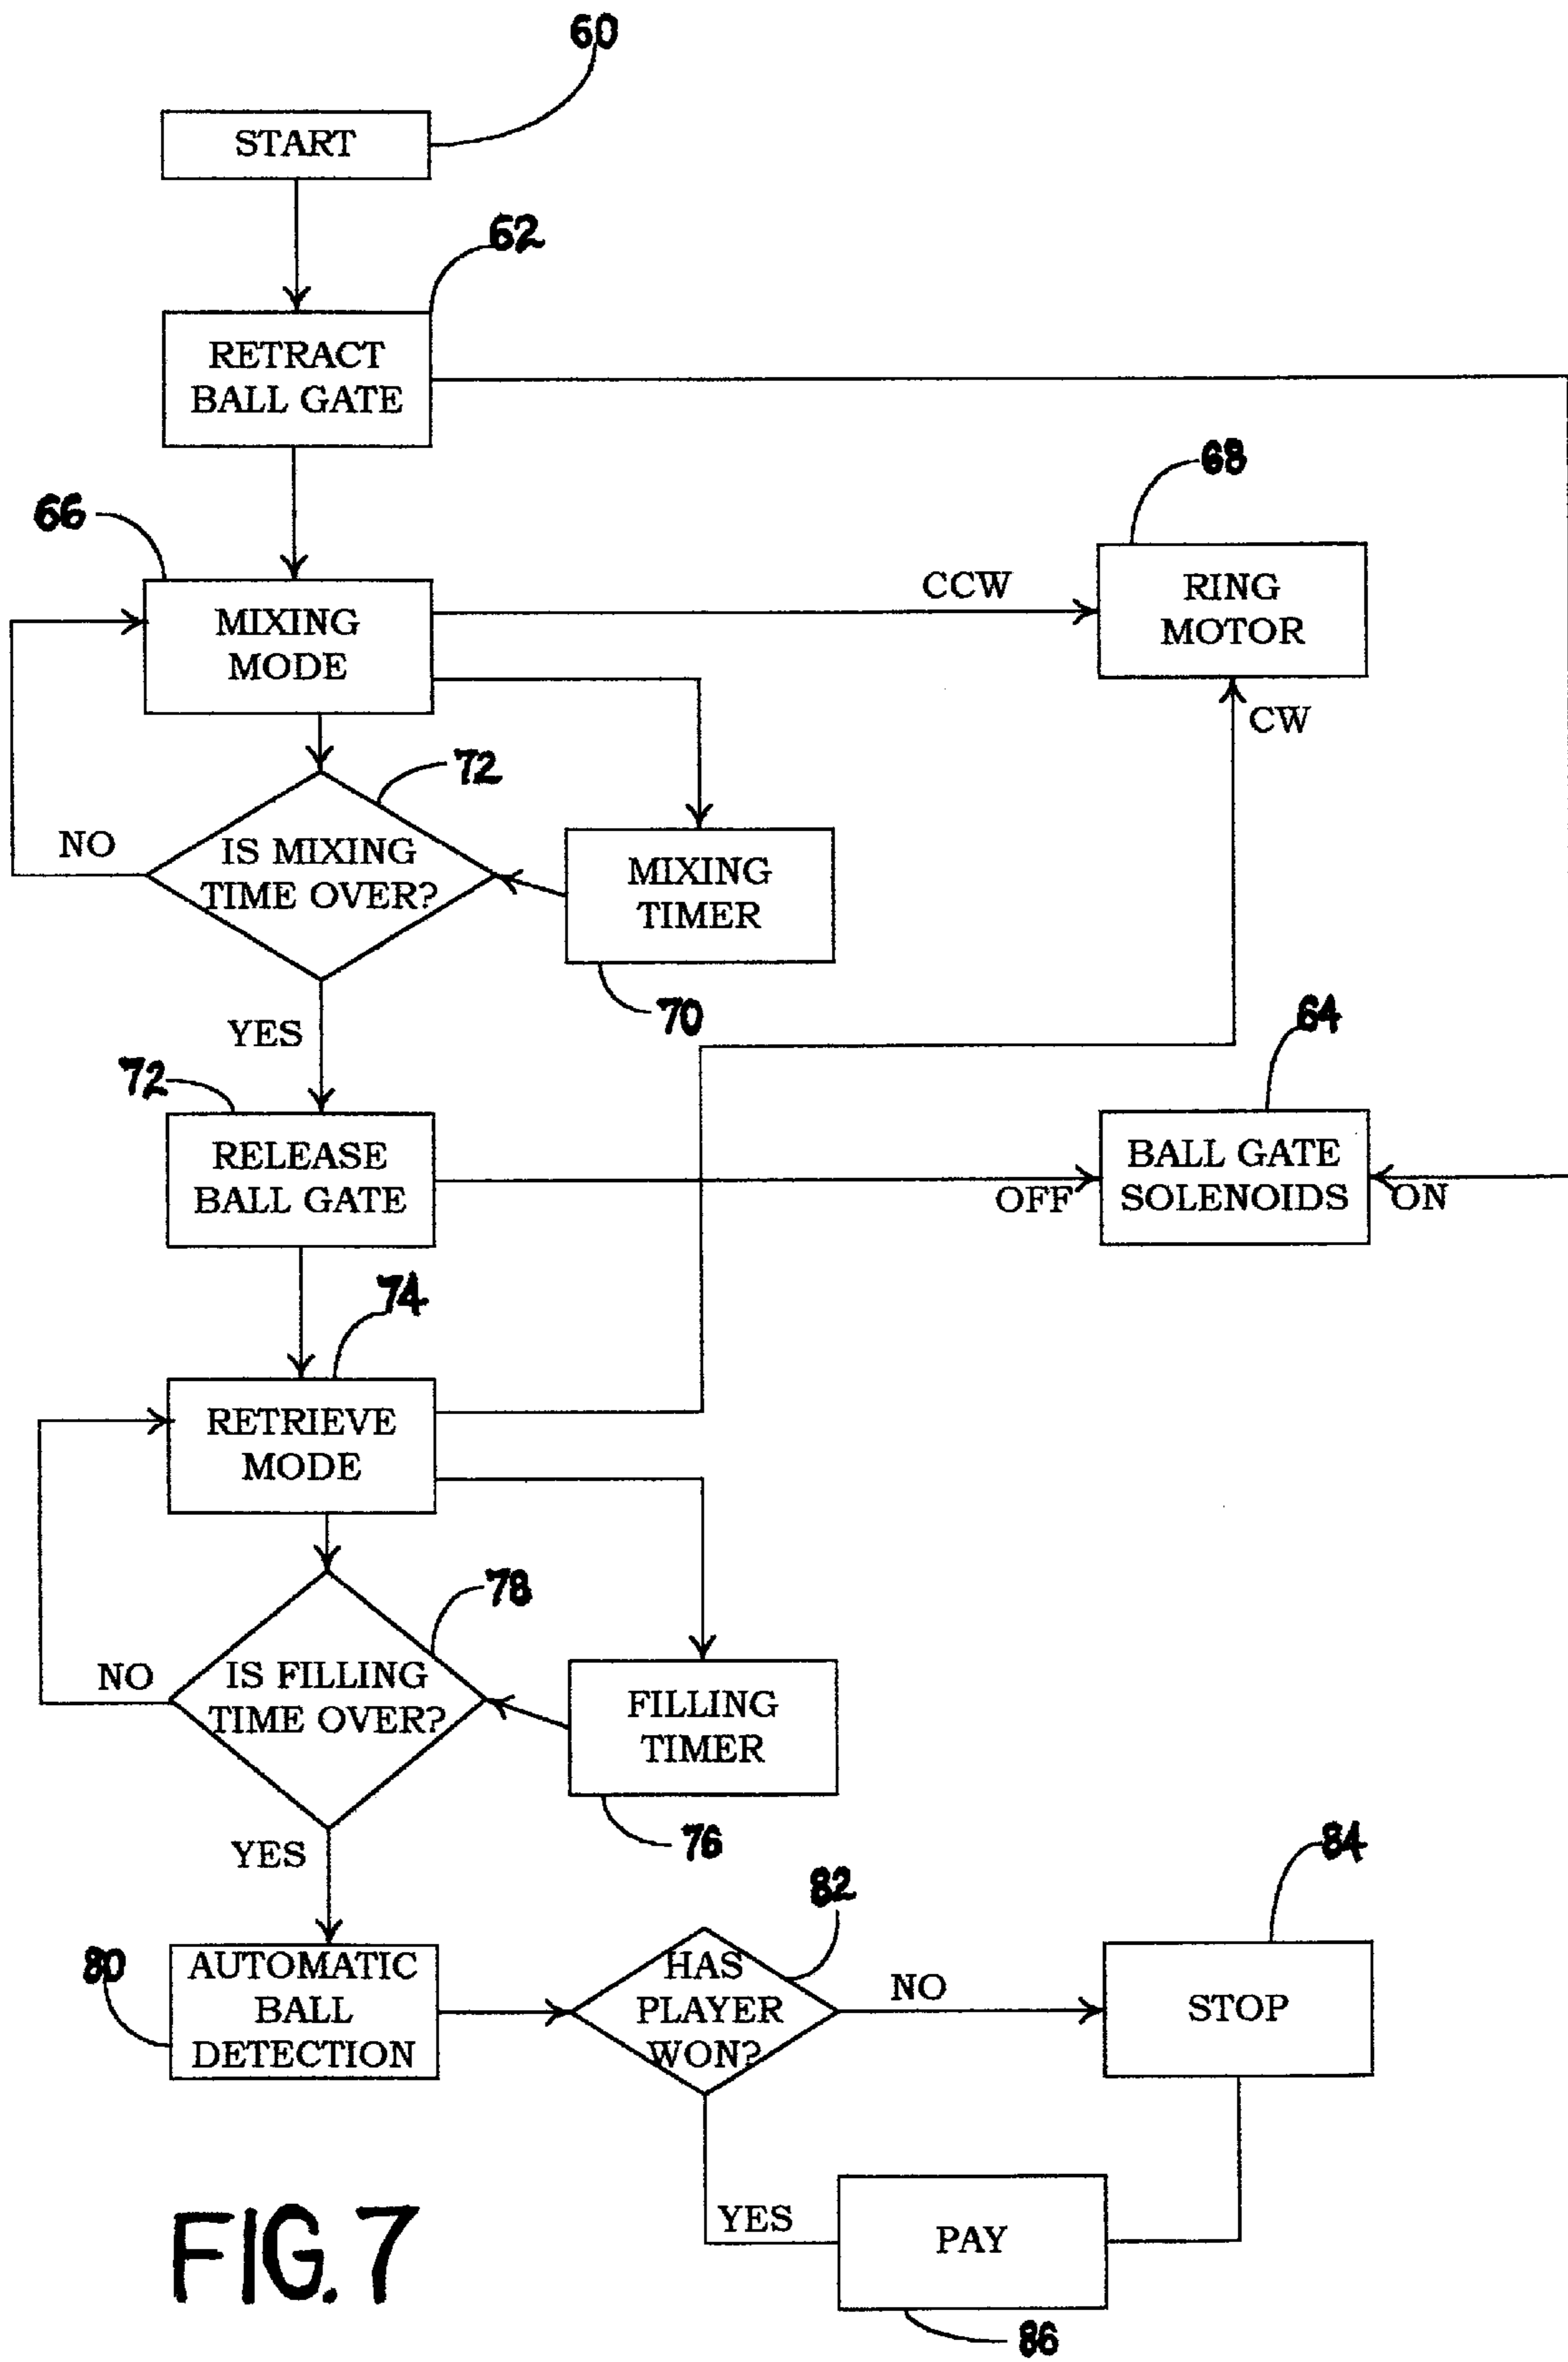 60
START
62
RETRACT
BALL GATE
68
66
CCW
RING
MOTOR
MIXING
MODE
CW
72
NO
IS MIXING
TIME OVER?
MIXING
TIMER
70
64
YES
72
RELEASE
BALL GATE
BALL GATE
SOLENOIDS
OFF
ON
74
RETRIEVE
MODE
78
NO
IS FILLING
TIME OVER?
FILLING
TIMER
76
YES
84
82
80
AUTOMATIC
BALL
DETECTION
HAS
PLAYER
WON?
NO
STOP
YES
PAY
86
FIG. 7